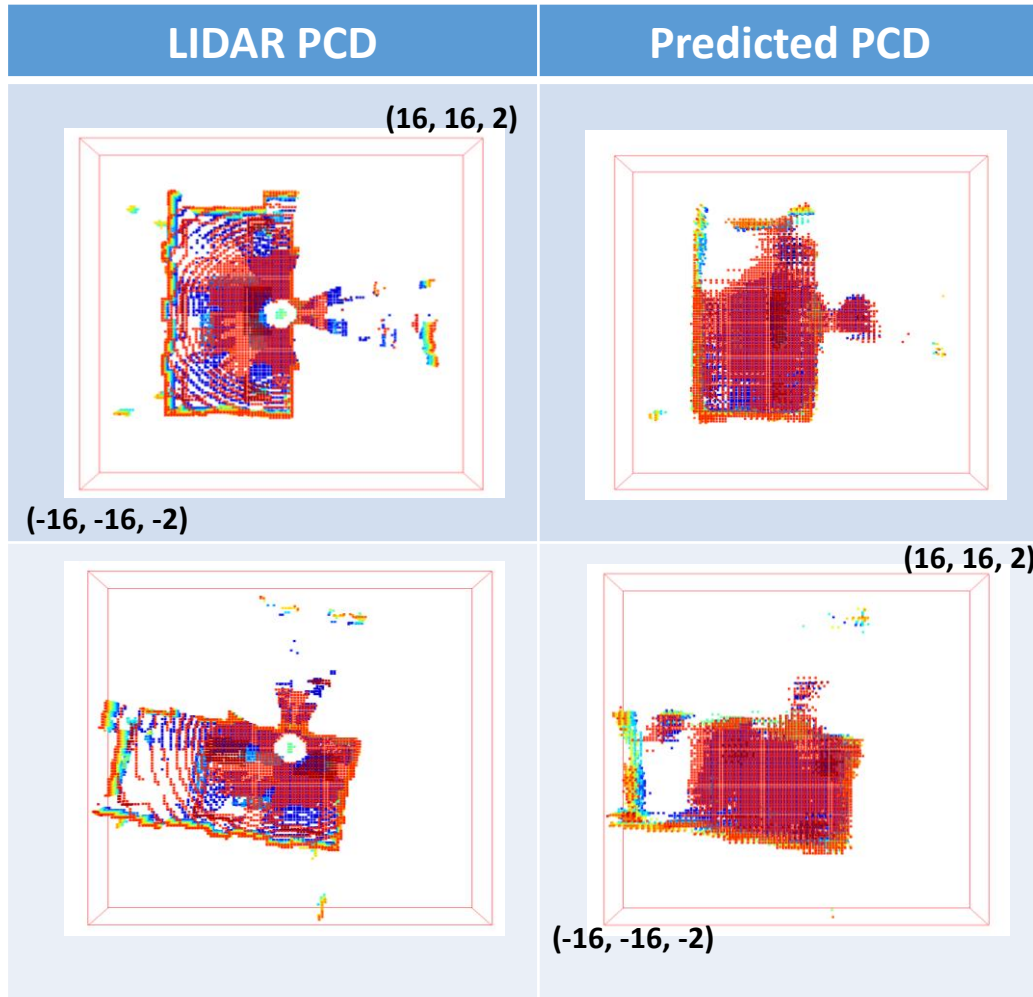 LIDAR PCD
Predicted PCD
(16, 16, 2)
(-16, -16, -2)
(16, 16, 2)
(-16, -16, -2)